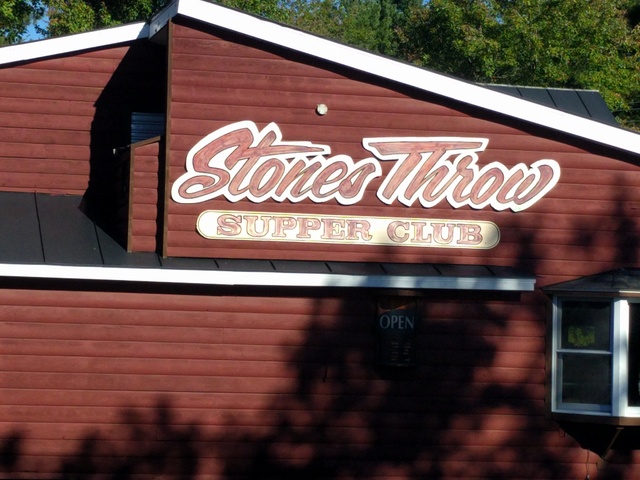 Stones Throw
SUPPER CLUB
OPEN